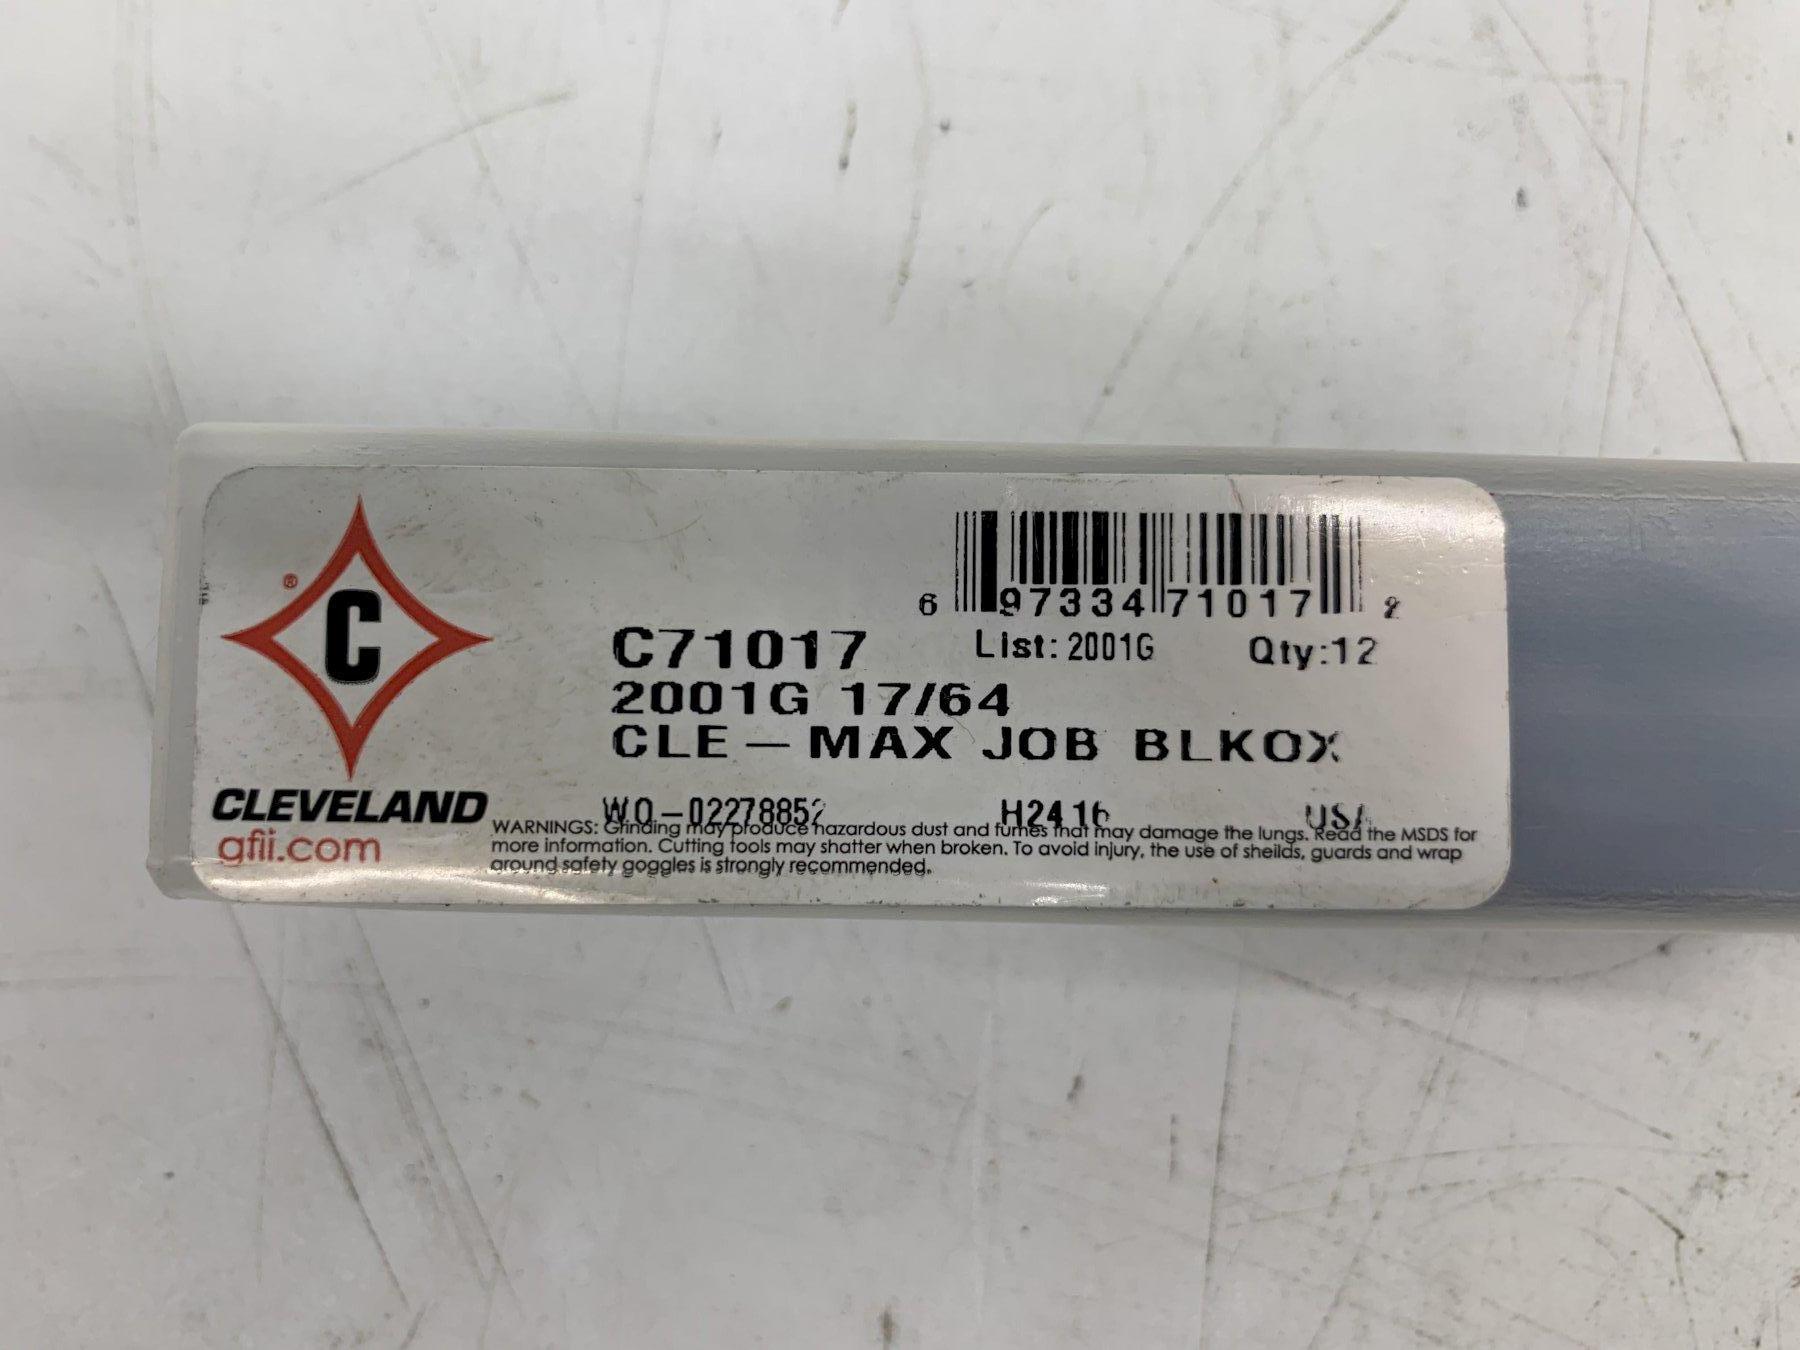 6 97334 71017 2
C71017 List: 2001G Qty:12
2001G 17/64
CLE-MAX JOB BLKOX
®
C
CLEVELAND
gfii.com
WO-02278852 H2416 USA
WARNINGS: Grinding may produce hazardous dust and fumes that may damage the lungs. Read the MSDS for
more information. Cutting tools may shatter when broken. To avoid injury, the use of sheilds, guards and wrap
around safety goggles is strongly recommended.